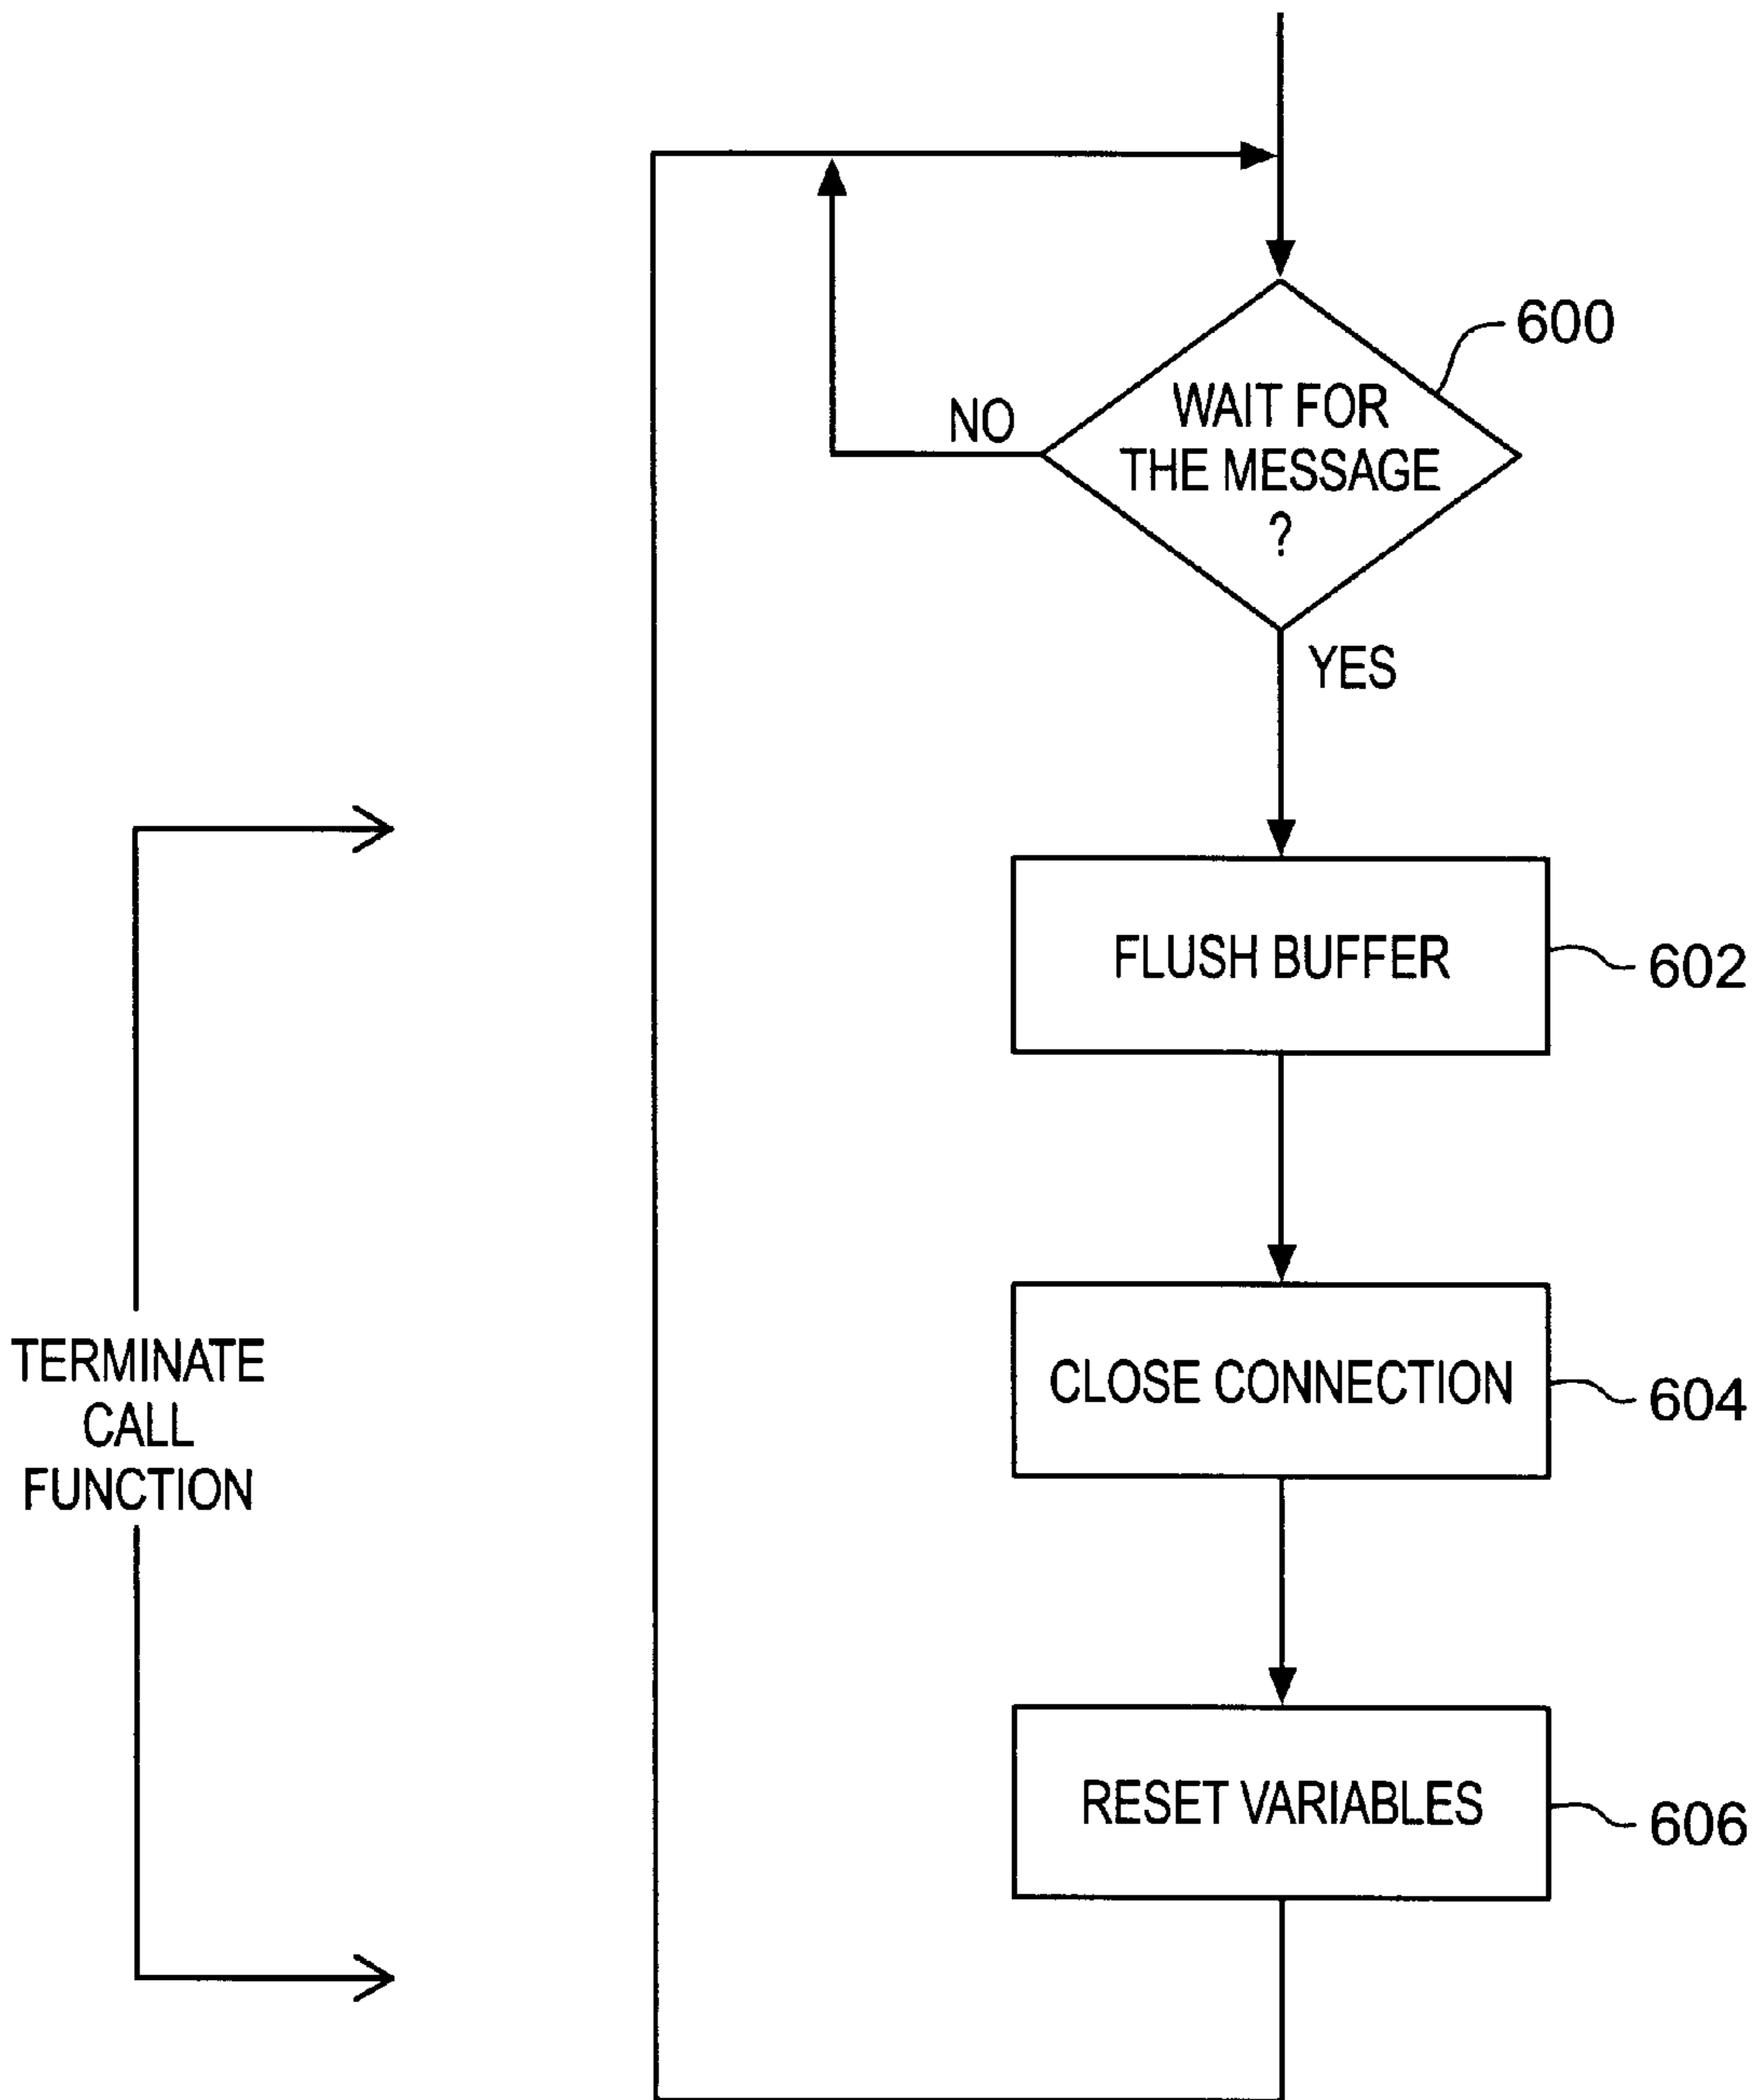 600
WAIT FOR
THE MESSAGE
?
NO
YES
FLUSH BUFFER
602
TERMINATE
CALL
FUNCTION
CLOSE CONNECTION
604
RESET VARIABLES
606